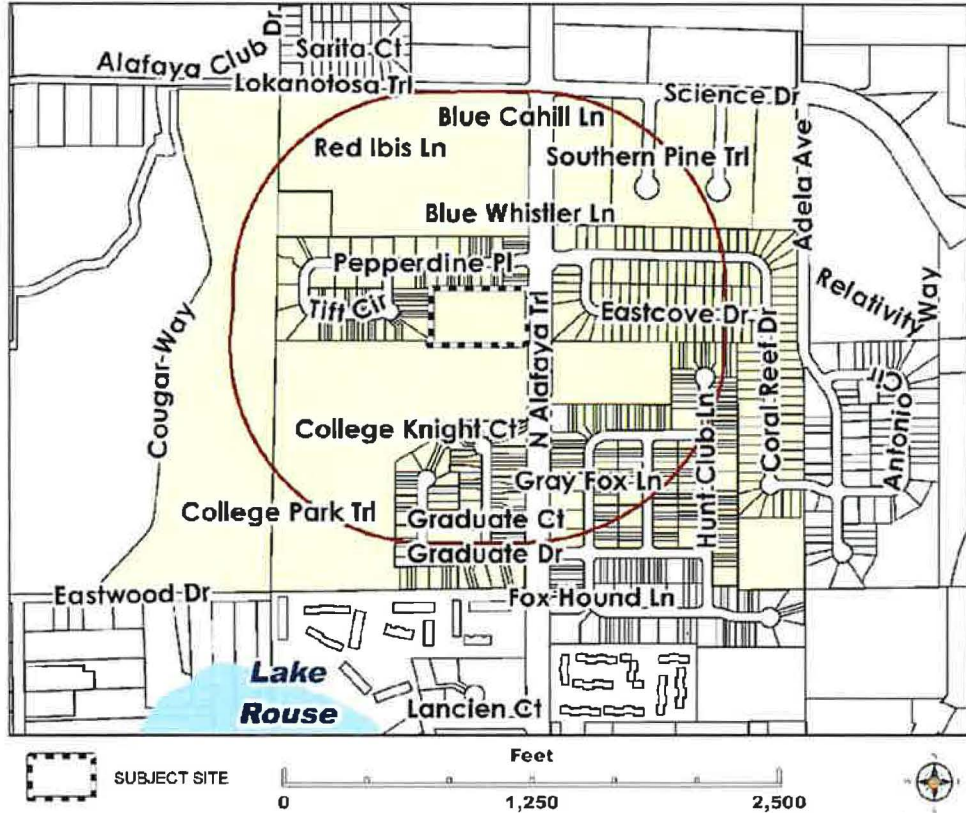 Alafaya Club Dr
Sarita Ct
Lokanotosa Trl
Science Dr
Blue Cahill Ln
Red Ibis Ln
Southern Pine Trl
Adela Ave
Blue Whistler Ln
Pepperdine Pl
Tift Cir
Eastcove Dr
Relativity Way
N Alafaya Trl
Cougar-Way
Coral Reef Dr
Antonio Cir
College Knight Ct
Hunt Club Ln
Gray Fox Ln
College Park Trl
Graduate Ct
Graduate Dr
Eastwood Dr
Fox Hound Ln
Lake
Rouse
Lancien Ct
SUBJECT SITE
Feet
0 1,250 2,500